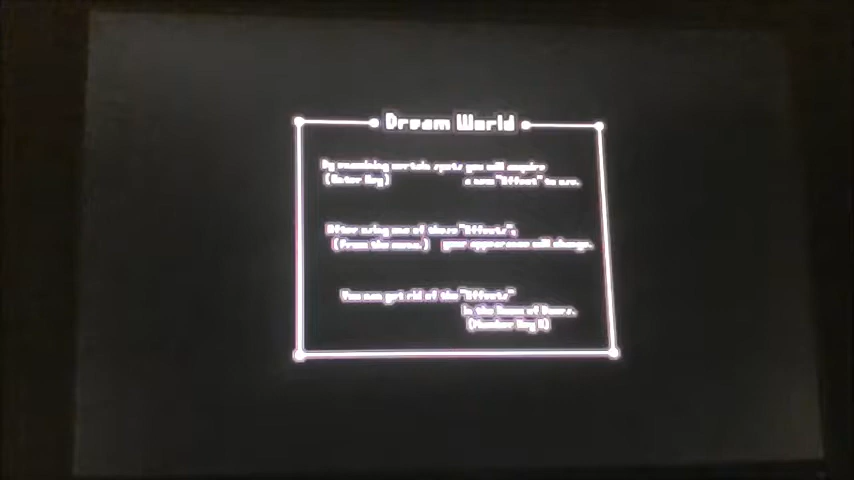 Dream World
By examining certain spots you will acquire
(Enter Key) a new "Effect" to use.
After using one of these "Effects",
(From the menu.) your appearance will change.
You can get rid of the "Effects"
in the Room of Doors.
(Number Key